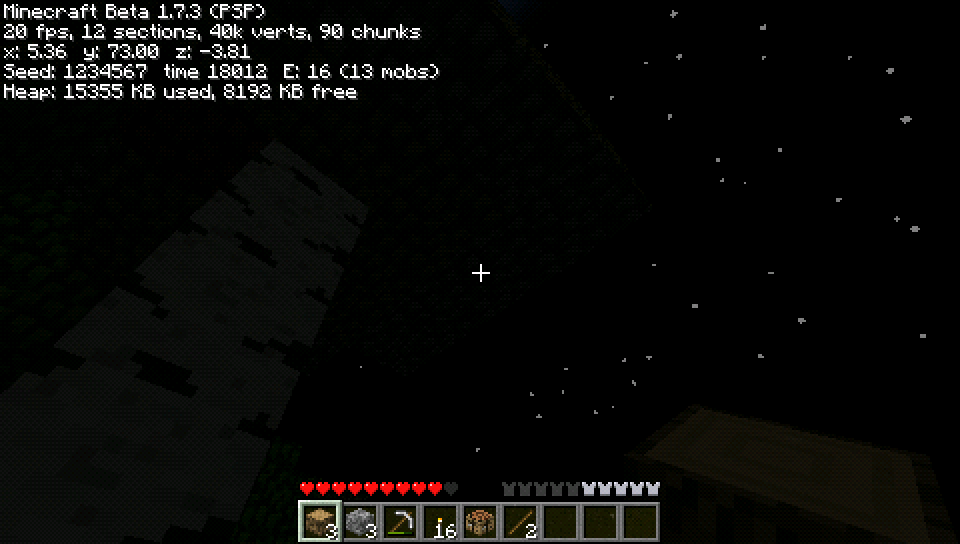 Minecraft Beta 1.7.3 (PSP)
20 fps, 12 sections, 40k verts, 90 chunks
x: 5.36 y: 73.00 z: -3.81
Seed: 1234567 time 18012 E: 16 (13 mobs)
Heap: 15355 KB used, 8192 KB free
3 3 16 2